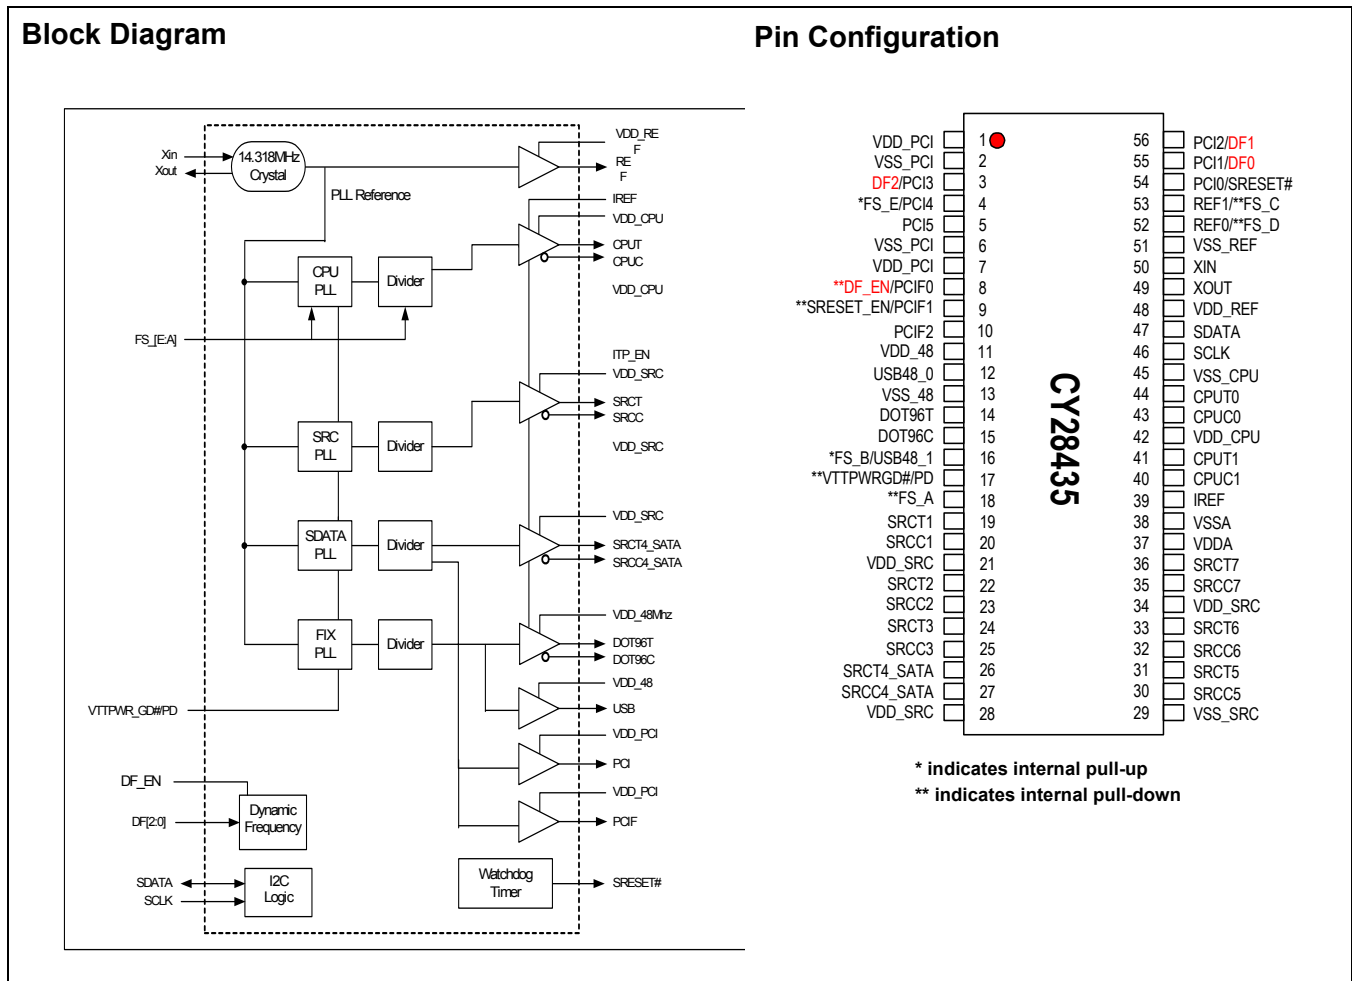 Block Diagram
Pin Configuration
VDD_RE
F
Xin
Xout
14.318MHz
Crystal
RE
F
PLL Reference
IREF
VDD_CPU
CPUT
CPUC
CPU
PLL
Divider
VDD_CPU
FS_[E:A]
ITP_EN
VDD_SRC
SRCT
SRCC
SRC
PLL
Divider
VDD_SRC
VDD_SRC
SDATA
PLL
Divider
SRCT4_SATA
SRCC4_SATA
VDD_48Mhz
FIX
PLL
Divider
DOT96T
DOT96C
VDD_48
VTTPWR_GD#/PD
USB
VDD_PCI
PCI
DF_EN
VDD_PCI
Dynamic
Frequency
DF[2:0]
PCIF
Watchdog
Timer
SRESET#
SDATA
SCLK
I2C
Logic
VDD_PCI 1
VSS_PCI 2
DF2/PCI3 3
*FS_E/PCI4 4
PCI5 5
VSS_PCI 6
VDD_PCI 7
**DF_EN/PCIF0 8
**SRESET_EN/PCIF1 9
PCIF2 10
VDD_48 11
USB48_0 12
VSS_48 13
DOT96T 14
DOT96C 15
*FS_B/USB48_1 16
**VTTPWRGD#/PD 17
**FS_A 18
SRCT1 19
SRCC1 20
VDD_SRC 21
SRCT2 22
SRCC2 23
SRCT3 24
SRCC3 25
SRCT4_SATA 26
SRCC4_SATA 27
VDD_SRC 28
CY28435
56 PCI2/DF1
55 PCI1/DF0
54 PCI0/SRESET#
53 REF1/**FS_C
52 REF0/**FS_D
51 VSS_REF
50 XIN
49 XOUT
48 VDD_REF
47 SDATA
46 SCLK
45 VSS_CPU
44 CPUT0
43 CPUC0
42 VDD_CPU
41 CPUT1
40 CPUC1
39 IREF
38 VSSA
37 VDDA
36 SRCT7
35 SRCC7
34 VDD_SRC
33 SRCT6
32 SRCC6
31 SRCT5
30 SRCC5
29 VSS_SRC
* indicates internal pull-up
** indicates internal pull-down